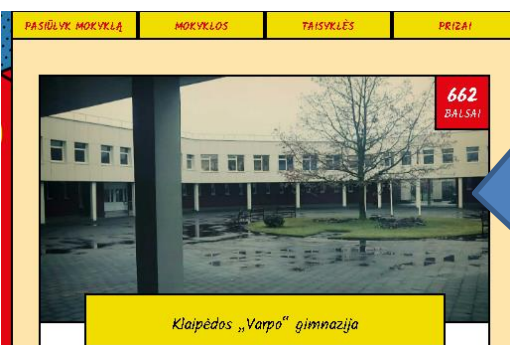 PASIŪLYK MOKYKLĄ
MOKYKLOS
TAISYKLĖS
PRIZAI
662
BALSAI
Klaipėdos „Varpo“ gimnazija